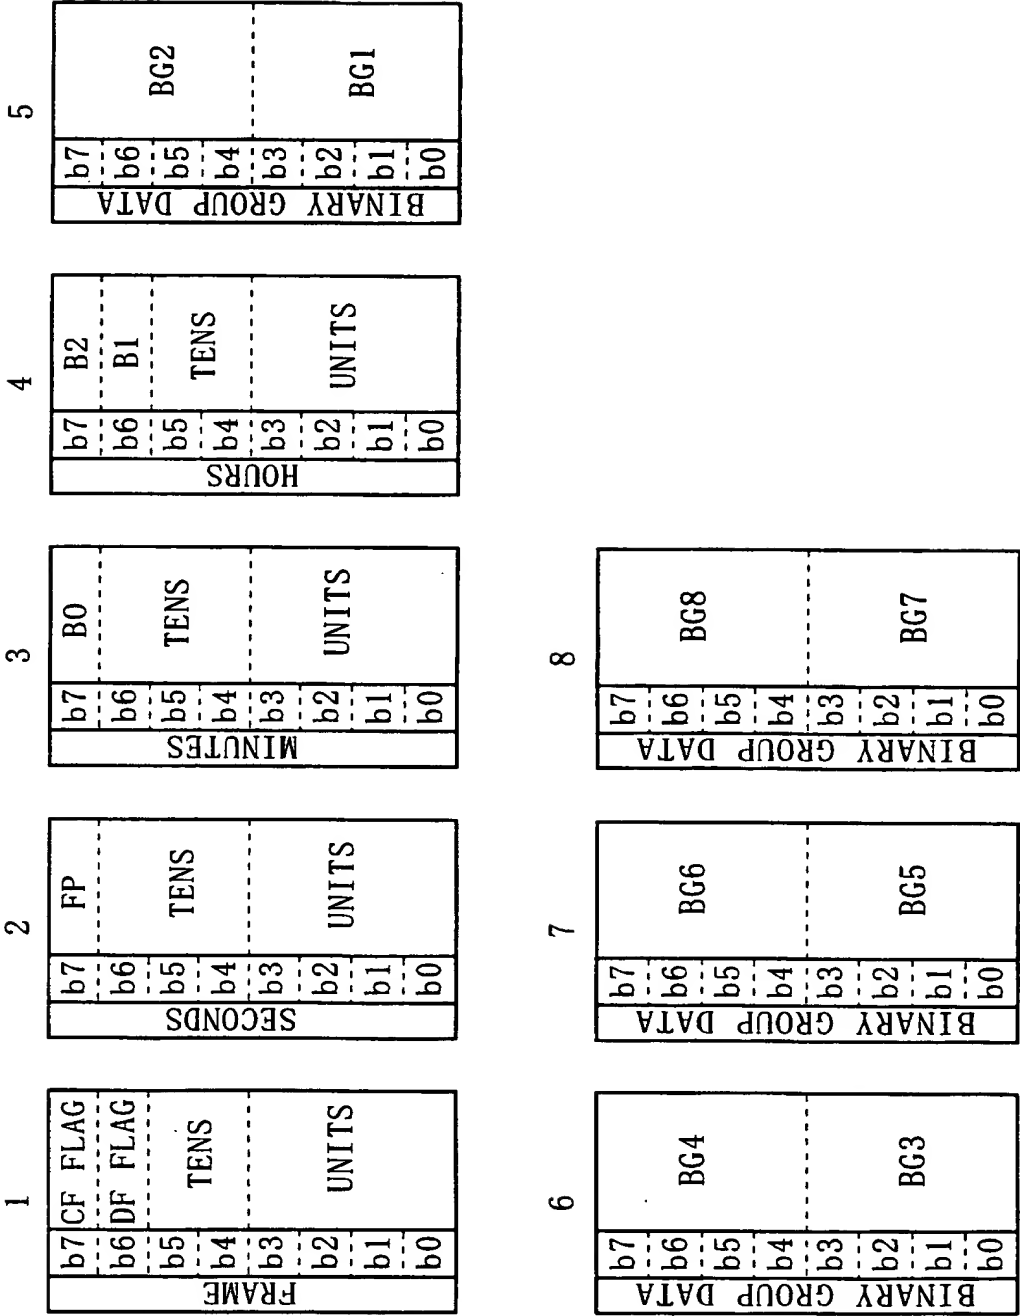 1
FRAME
b7 CF FLAG
b6 DF FLAG
b5
b4
TENS
b3
b2
b1
b0
UNITS
2
SECONDS
b7 FP
b6
b5
b4
TENS
b3
b2
b1
b0
UNITS
3
MINUTES
b7 B0
b6
b5
b4
TENS
b3
b2
b1
b0
UNITS
4
HOURS
b7 B2
b6 B1
b5
b4
TENS
b3
b2
b1
b0
UNITS
5
BINARY GROUP DATA
b7
b6
b5
b4
BG2
b3
b2
b1
b0
BG1
6
BINARY GROUP DATA
b7
b6
b5
b4
BG4
b3
b2
b1
b0
BG3
7
BINARY GROUP DATA
b7
b6
b5
b4
BG6
b3
b2
b1
b0
BG5
8
BINARY GROUP DATA
b7
b6
b5
b4
BG8
b3
b2
b1
b0
BG7